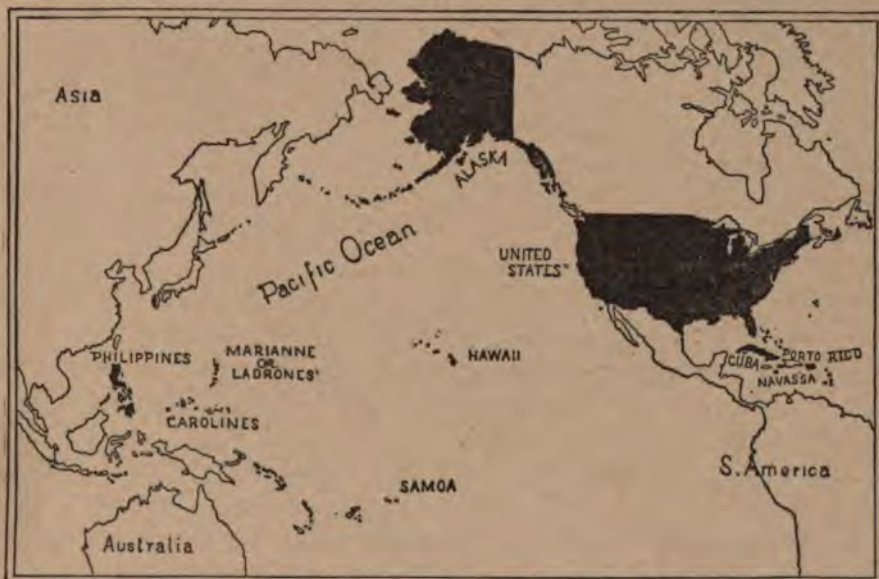 Asia
ALASKA
Pacific Ocean
UNITED
STATES
PHILIPPINES
MARIANNE
OR
LADRONES
HAWAII
CUBA
PORTO RICO
NAVASSA
CAROLINES
SAMOA
S. America
Australia